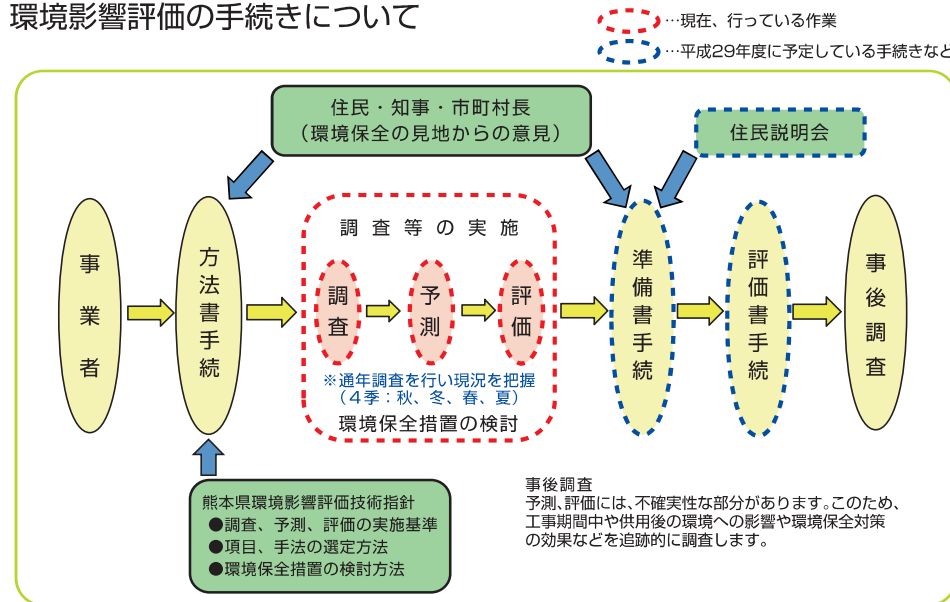 環境影響評価の手続きについて
…現在、行っている作業
…平成29年度に予定している手続きなど
住民・知事・市町村長
（環境保全の見地からの意見）
住民説明会
事業者
方法書手続
調査等の実施
調査
予測
評価
※通年調査を行い現況を把握
（4季：秋、冬、春、夏）
環境保全措置の検討
準備書手続
評価書手続
事後調査
熊本県環境影響評価技術指針
●調査、予測、評価の実施基準
●項目、手法の選定方法
●環境保全措置の検討方法
事後調査
予測、評価には、不確実性な部分があります。このため、
工事期間中や供用後の環境への影響や環境保全対策
の効果などを追跡的に調査します。